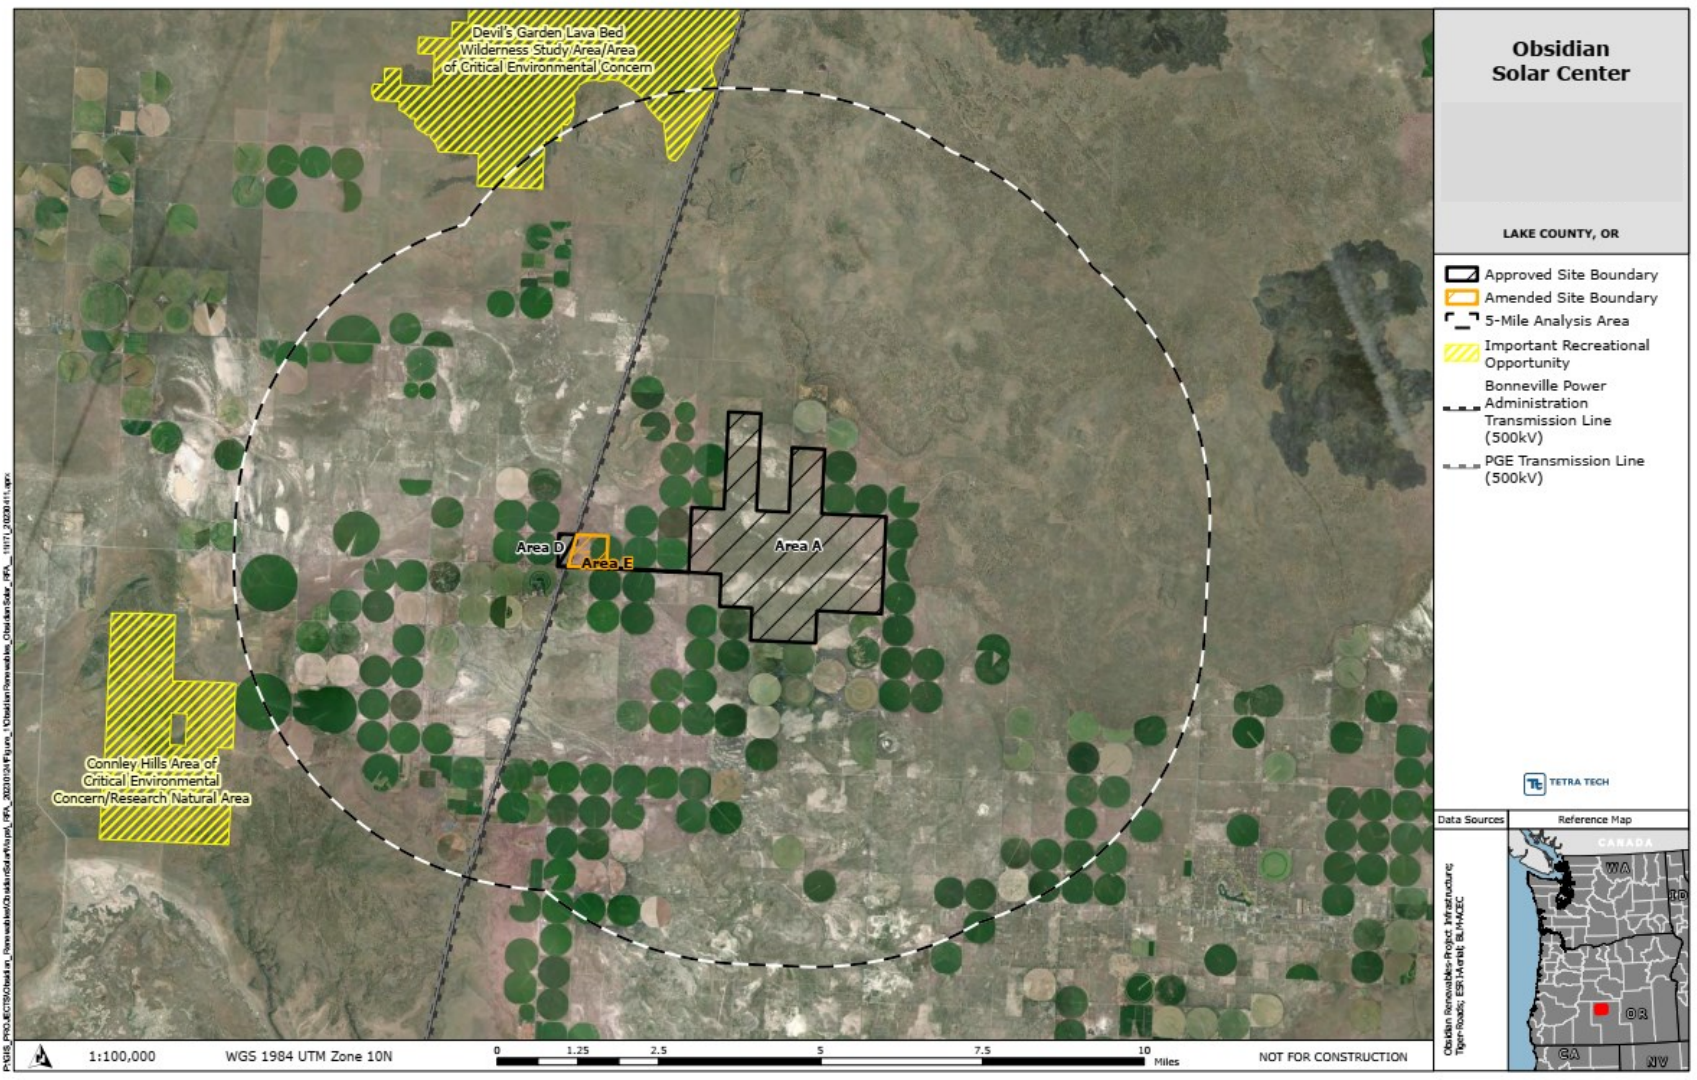 Devil's Garden Lava Bed
Wilderness Study Area/Area
of Critical Environmental Concern
Area D
Area E
Area A
Connley Hills Area of
Critical Environmental
Concern/Research Natural Area
Obsidian
Solar Center
LAKE COUNTY, OR
Approved Site Boundary
Amended Site Boundary
5-Mile Analysis Area
Important Recreational
Opportunity
Bonneville Power
Administration
Transmission Line
(500kV)
PGE Transmission Line
(500kV)
TETRA TECH
Data Sources
Reference Map
Obsidian Renewables-Project Infrastructure;
Tiger-Roads; ESRI-Aerial; BLM-ACEC
CANADA
WA
ID
OR
CA
NV
1:100,000
WGS 1984 UTM Zone 10N
0 1.25 2.5 5 7.5 10
Miles
NOT FOR CONSTRUCTION